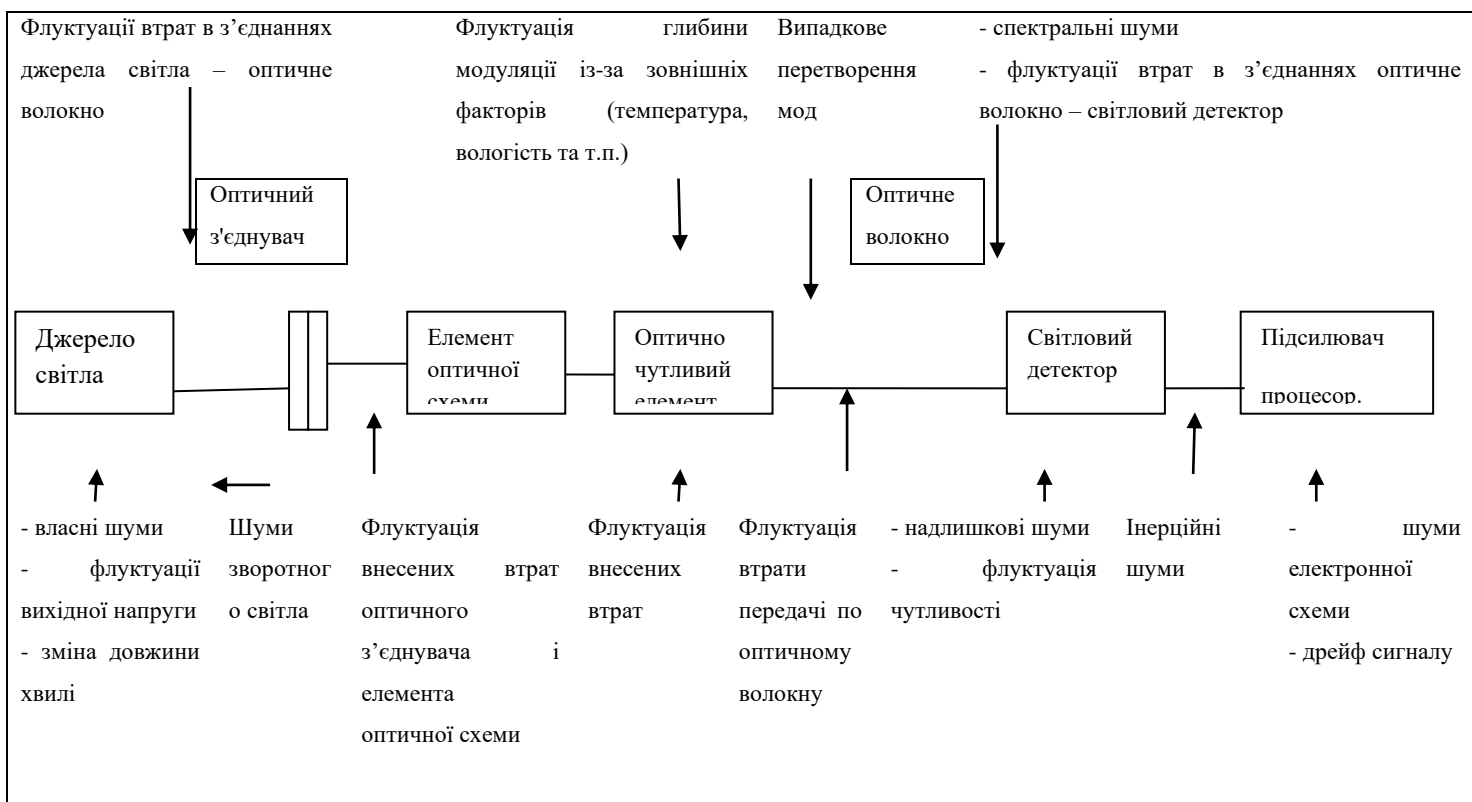 Флуктуації втрат в з’єднаннях
джерела світла – оптичне
волокно
Флуктуація глибини
модуляції із-за зовнішніх
факторів (температура,
вологість та т.п.)
Випадкове
перетворення
мод
- спектральні шуми
- флуктуації втрат в з’єднаннях оптичне
волокно – світловий детектор
Оптичний
з'єднувач
Оптичне
волокно
Джерело
світла
Елемент
оптичної
схеми
Оптично
чутливий
елемент
Світловий
детектор
Підсилювач
процесор.
- власні шуми
- флуктуації
вихідної напруги
- зміна довжини
хвилі
Шуми
зворотног
о світла
Флуктуація
внесених втрат
оптичного
з’єднувача і
елемента
оптичної схеми
Флуктуація
внесених
втрат
Флуктуація
втрати
передачі по
оптичному
волокну
- надлишкові шуми
- флуктуація
чутливості
Інерційні
шуми
- шуми
електронної
схеми
- дрейф сигналу